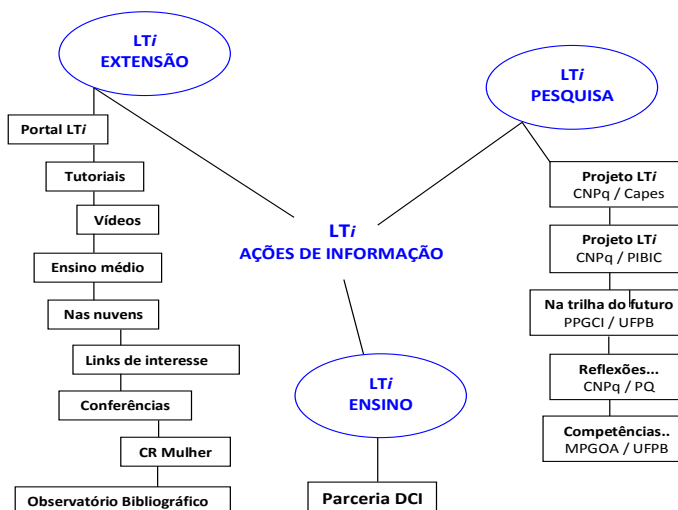 LTi
EXTENSÃO
Portal LTi
Tutoriais
Vídeos
Ensino médio
Nas nuvens
Links de interesse
Conferências
CR Mulher
Observatório Bibliográfico
LTi
AÇÕES DE INFORMAÇÃO
LTi
ENSINO
Parceria DCI
LTi
PESQUISA
Projeto LTi
CNPq / Capes
Projeto LTi
CNPq / PIBIC
Na trilha do futuro
PPGCI / UFPB
Reflexões...
CNPq / PQ
Competências..
MPGOA / UFPB